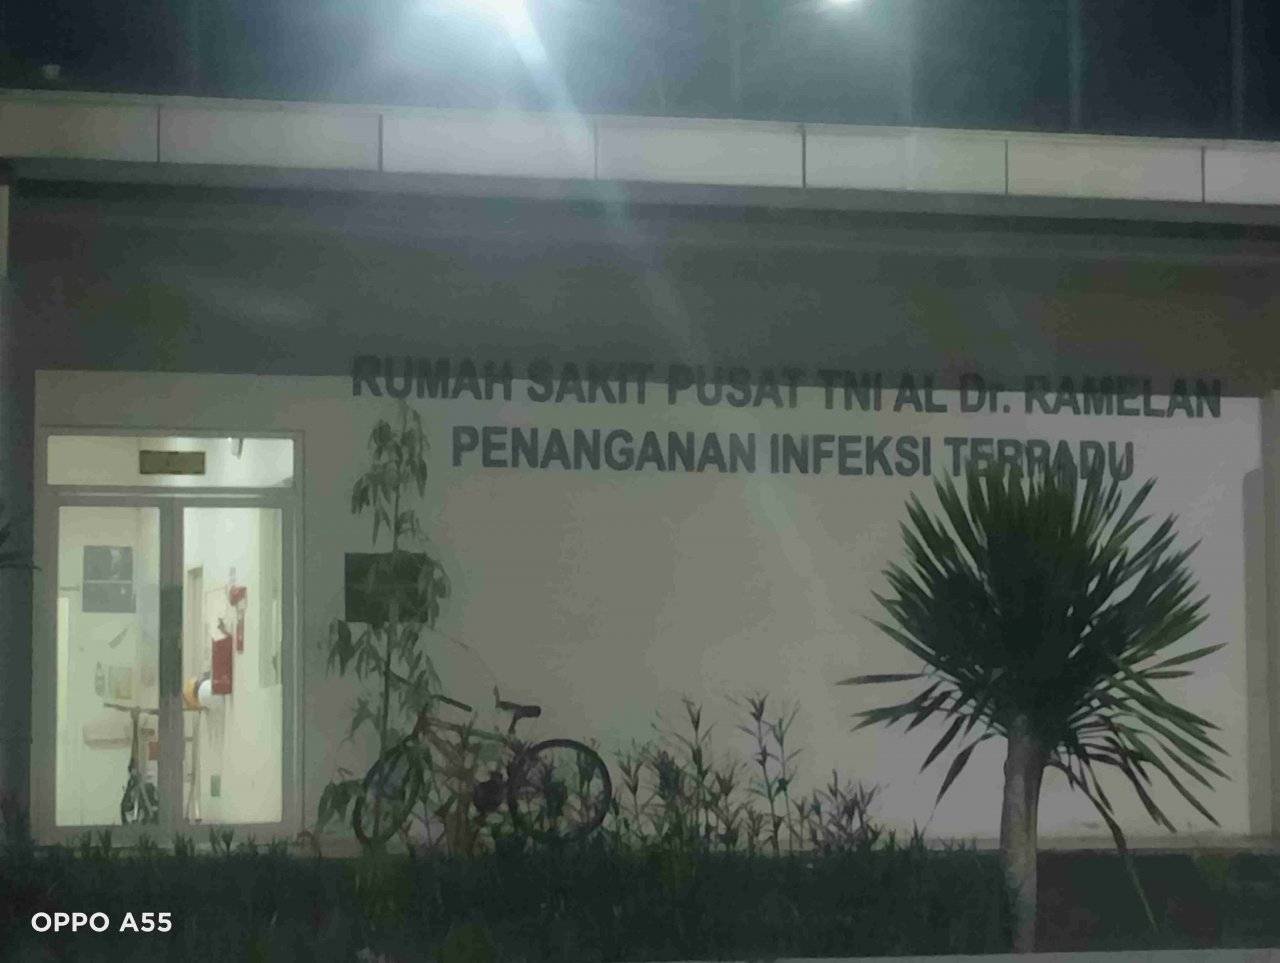 RUMAH SAKIT PUSAT TNI AL Dr. RAMELAN
PENANGANAN INFEKSI TERPADU
OPPO A55